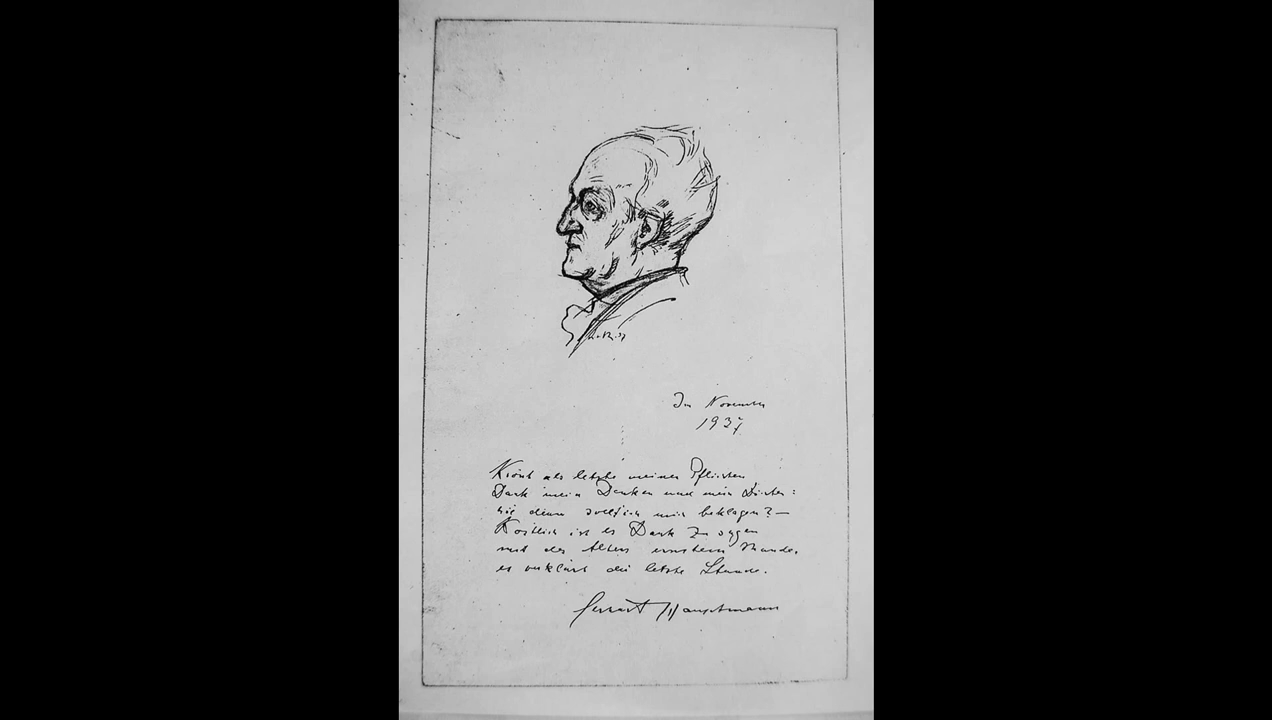 Im November
1937
Krönt als letzte meiner Pflichten
Dank mein Denken und mein Dichten:
wie denn sollt ich mich beklagen? —
Köstlich ist es Dank zu sagen
mit des Alters ernstem Munde,
es verklärt die letzte Stunde.
Gerhart Hauptmann